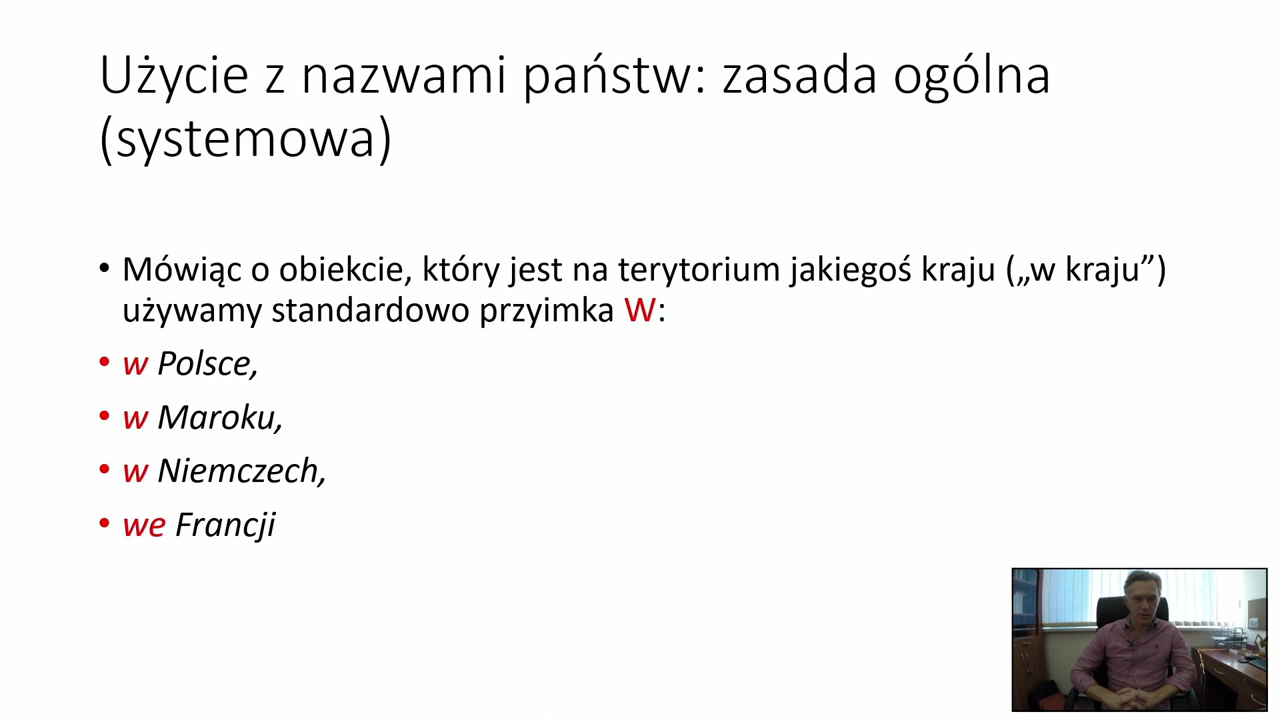 Użycie z nazwami państw: zasada ogólna
(systemowa)
• Mówiąc o obiekcie, który jest na terytorium jakiegoś kraju („w kraju”)
używamy standardowo przyimka W:
• w Polsce,
• w Maroku,
• w Niemczech,
• we Francji